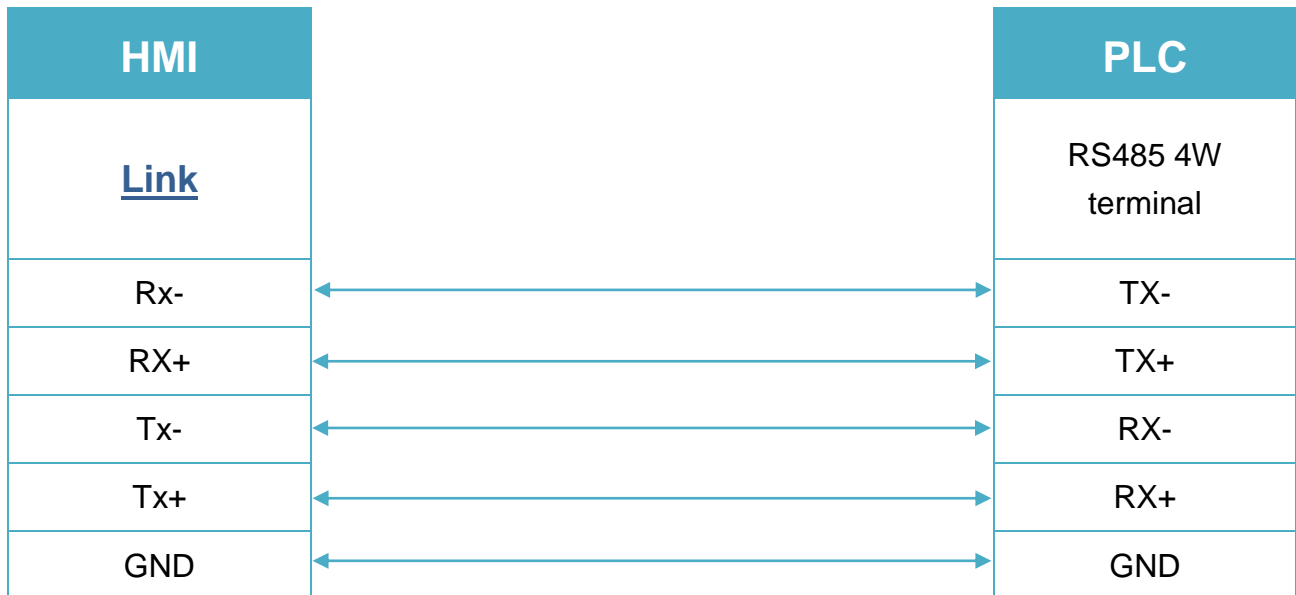 HMI PLC
Link RS485 4W
terminal
Rx- TX-
RX+ TX+
Tx- RX-
Tx+ RX+
GND GND